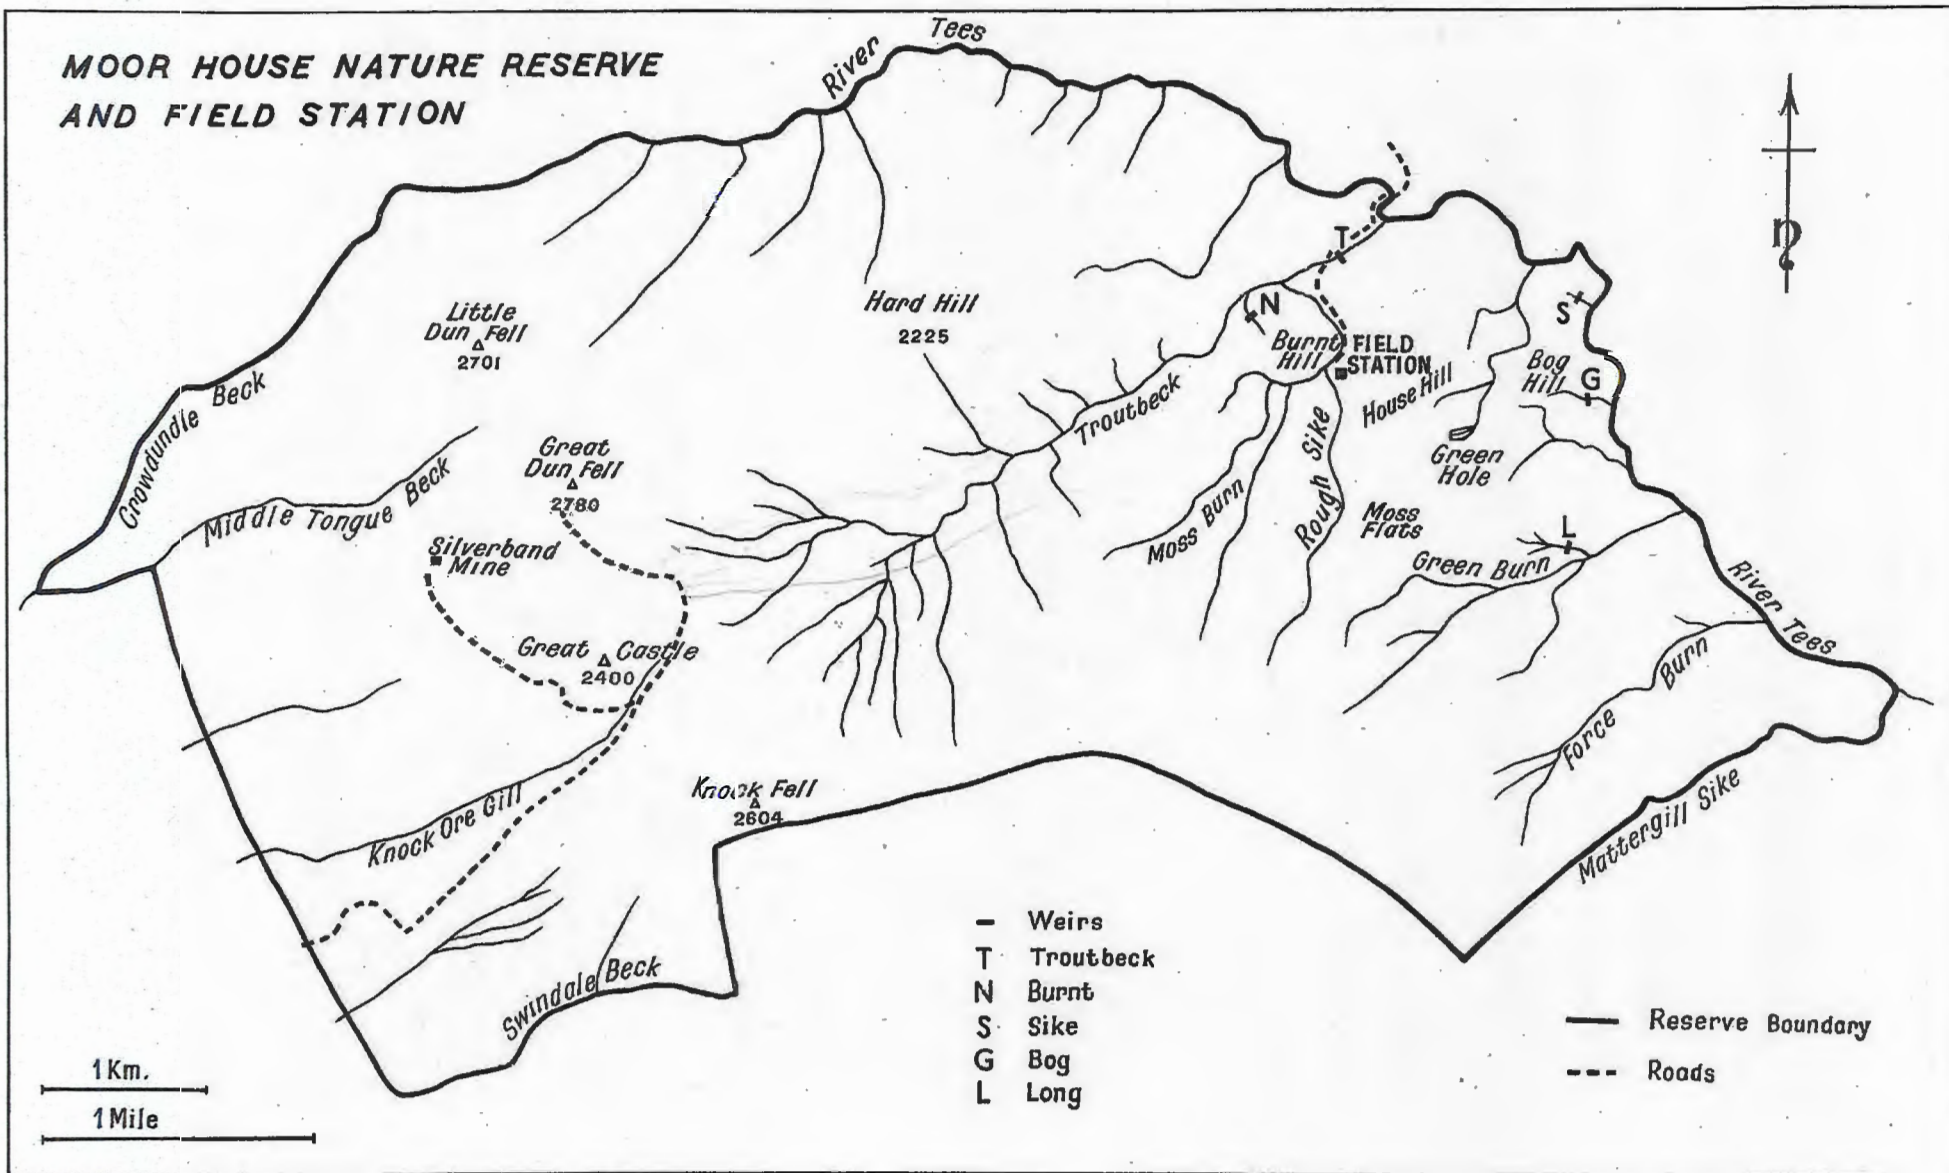 MOOR HOUSE NATURE RESERVE
AND FIELD STATION
River Tees
n
Little
Dun Fell
2701
Hard Hill
2225
T
N
Burnt
Hill
FIELD
STATION
S
Bog
Hill
G
House Hill
Crowdundle Beck
Middle Tongue Beck
Great
Dun Fell
2780
Troutbeck
Moss Burn
Rough Sike
Green
Hole
Moss
Flats
L
Green Burn
River Tees
Silverband
Mine
Great Castle
2400
Force Burn
Mattergill Sike
Knock Ore Gill
Knock Fell
2604
Swindale Beck
Weirs
T Troutbeck
N Burnt
S Sike
G Bog
L Long
Reserve Boundary
Roads
1 Km.
1 Mile